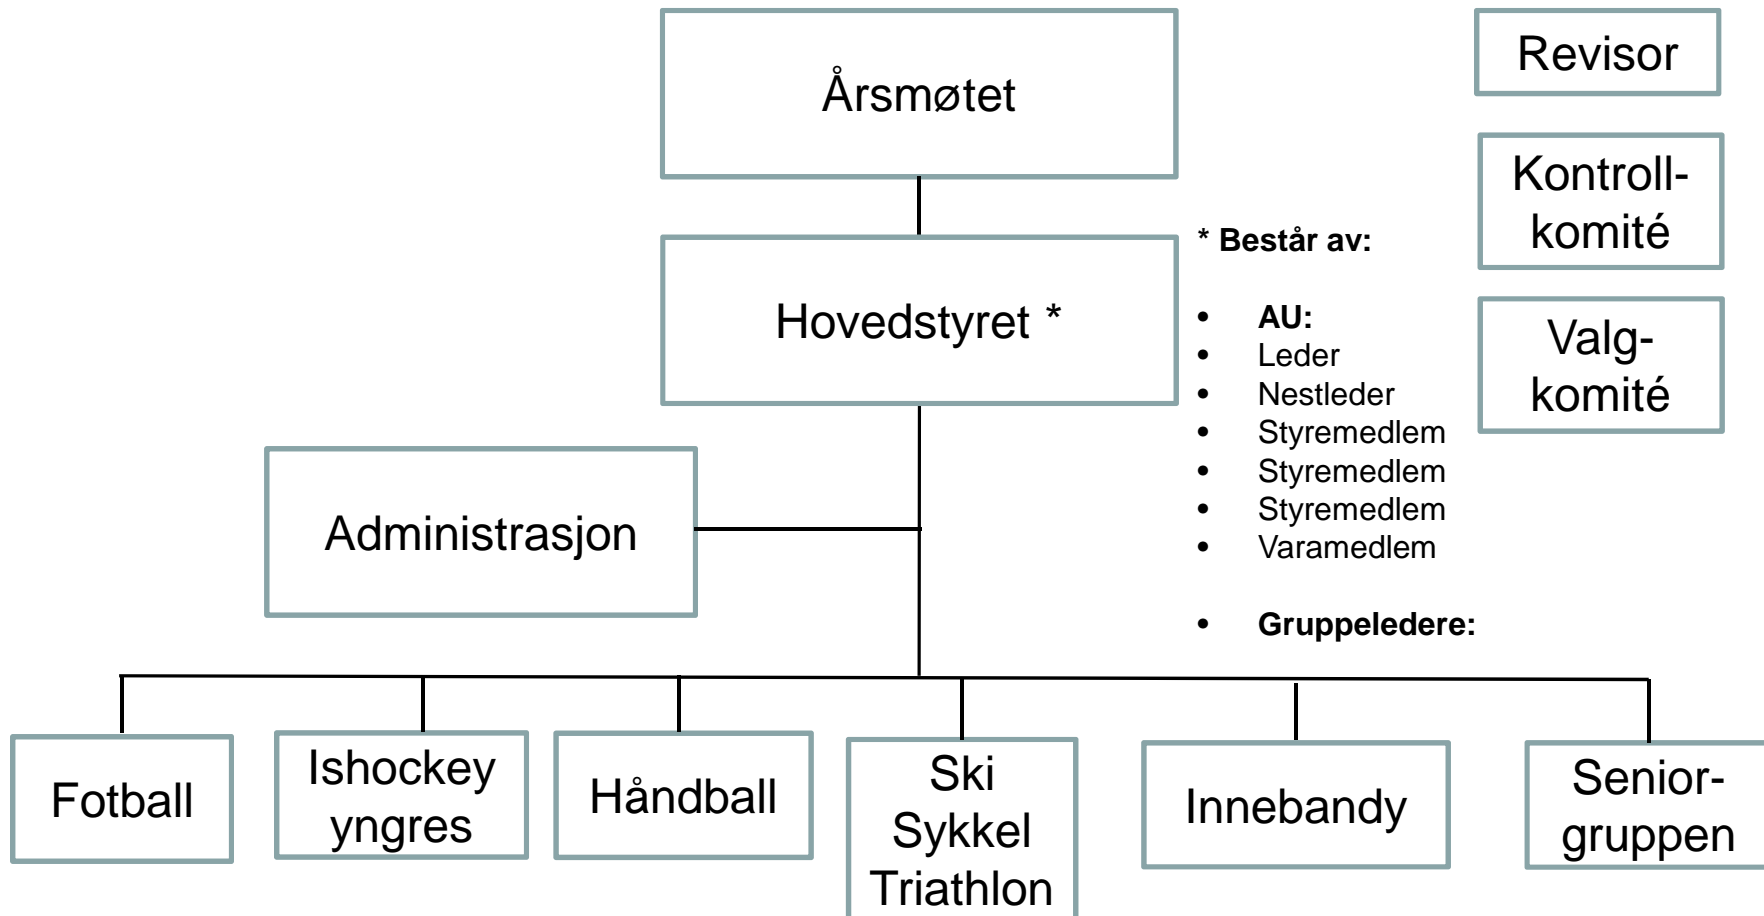 Årsmøtet
Revisor
Kontroll-
komité
Valg-
komité
Hovedstyret *
* Består av:
• AU:
• Leder
• Nestleder
• Styremedlem
• Styremedlem
• Styremedlem
• Varamedlem
• Gruppeledere:
Administrasjon
Fotball
Ishockey
yngres
Håndball
Ski
Sykkel
Triathlon
Innebandy
Senior-
gruppen